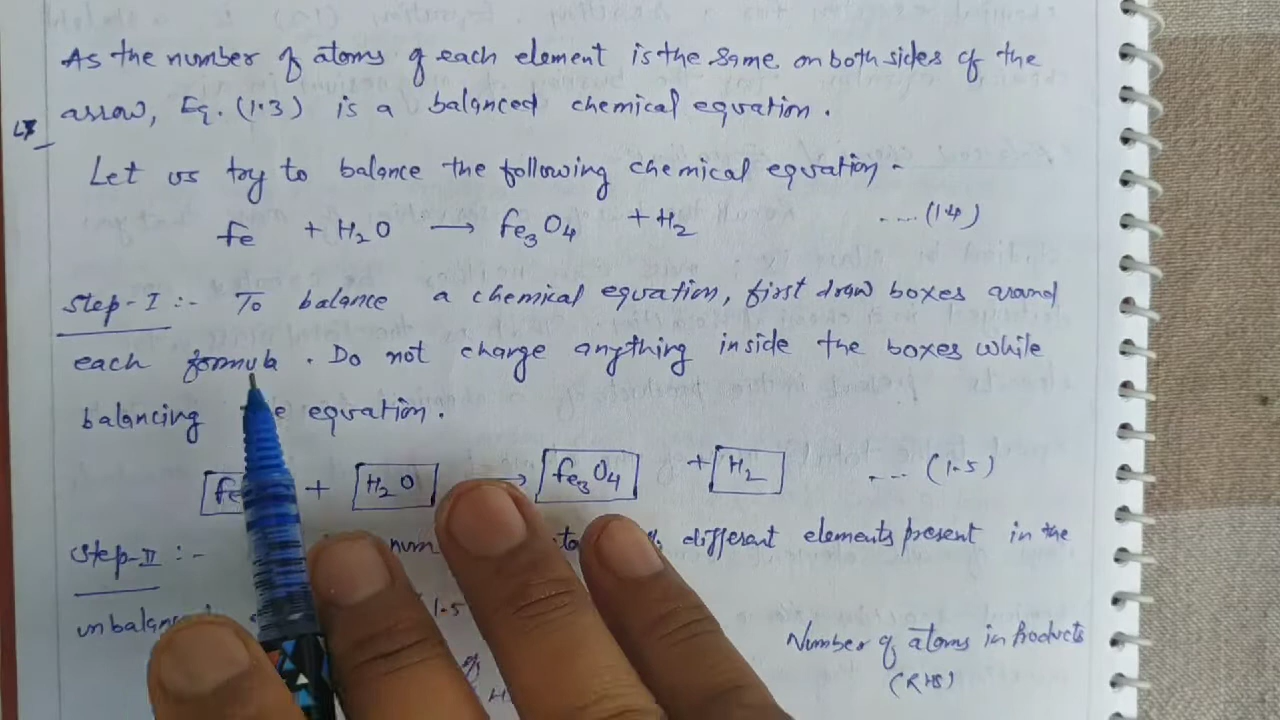 As the number of atoms of each element is the same on both sides of the
arrow, Eq. (1.3) is a balanced chemical equation.
L3
Let us try to balance the following chemical equation -
Fe + H₂O → Fe₃O₄ + H₂ ....(1.4)
Step-I :- To balance a chemical equation, first draw boxes around
each formula. Do not change anything inside the boxes while
balancing equation.
+ H₂O → Fe₃O₄ + H₂ ... (1.5)
Step-II :- different elements present in the
1.5
Number of atoms in Products
(RHS)